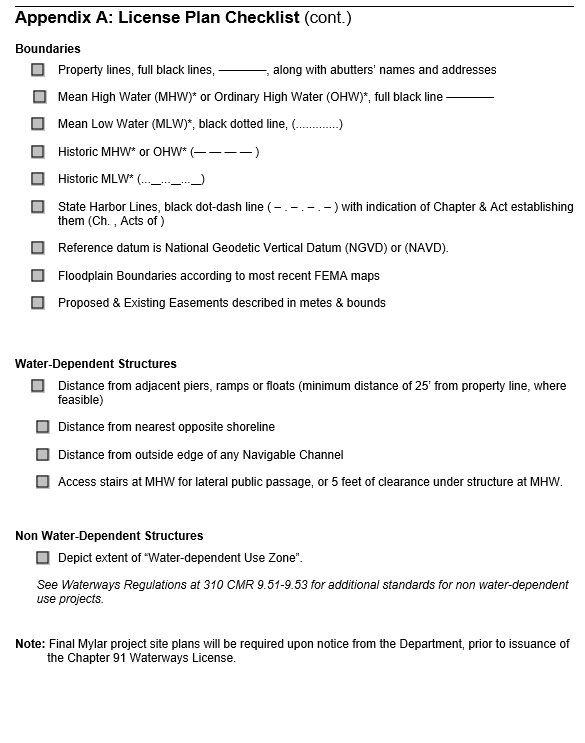 Appendix A: License Plan Checklist (cont.)
Boundaries
Property lines, full black lines, ————, along with abutters' names and addresses
Mean High Water (MHW)* or Ordinary High Water (OHW)*, full black line ————
Mean Low Water (MLW)*, black dotted line, (.............)
Historic MHW* or OHW* (— — — — )
Historic MLW* (...__...__...__)
State Harbor Lines, black dot-dash line ( – . – . – . – ) with indication of Chapter & Act establishing
them (Ch. , Acts of )
Reference datum is National Geodetic Vertical Datum (NGVD) or (NAVD).
Floodplain Boundaries according to most recent FEMA maps
Proposed & Existing Easements described in metes & bounds
Water-Dependent Structures
Distance from adjacent piers, ramps or floats (minimum distance of 25' from property line, where
feasible)
Distance from nearest opposite shoreline
Distance from outside edge of any Navigable Channel
Access stairs at MHW for lateral public passage, or 5 feet of clearance under structure at MHW.
Non Water-Dependent Structures
Depict extent of “Water-dependent Use Zone”.
See Waterways Regulations at 310 CMR 9.51-9.53 for additional standards for non water-dependent
use projects.
Note: Final Mylar project site plans will be required upon notice from the Department, prior to issuance of
the Chapter 91 Waterways License.